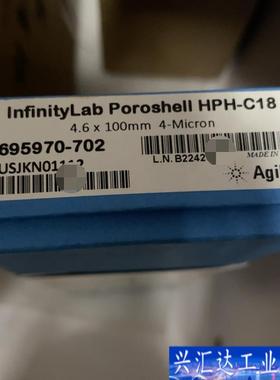 InfinityLab Poroshell HPH-C18
4.6 x 100mm 4-Micron
695970-702
L.N. B2242
USJKN01112
MADE IN
Agil
兴汇达工业